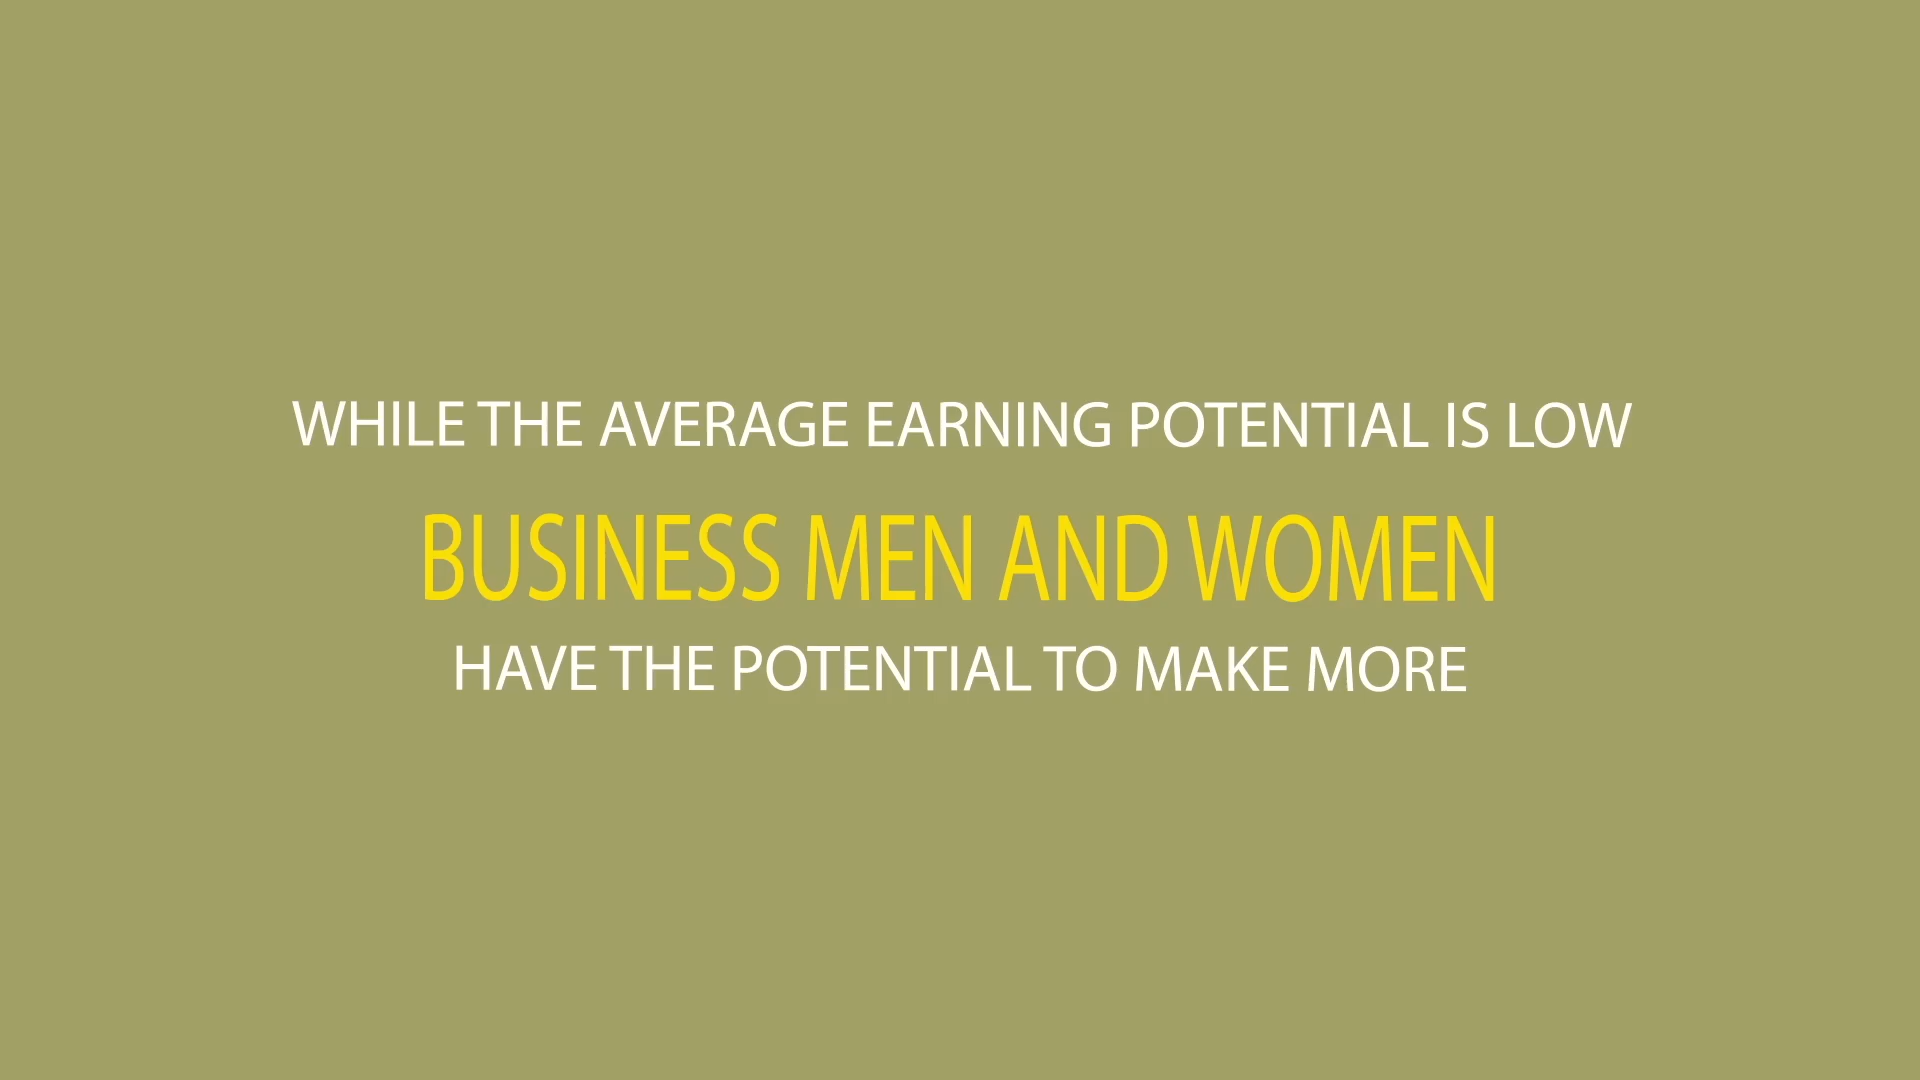 WHILE THE AVERAGE EARNING POTENTIAL IS LOW
BUSINESS MEN AND WOMEN
HAVE THE POTENTIAL TO MAKE MORE